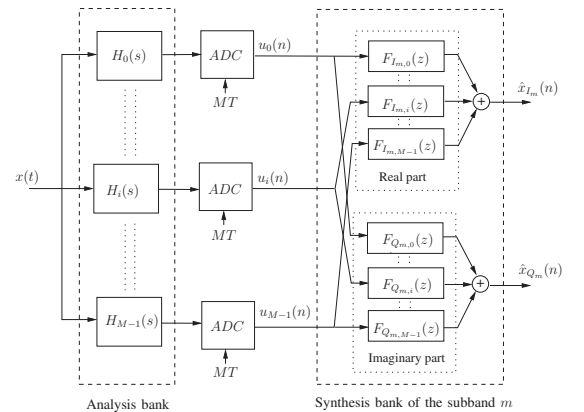 H₀(s)
ADC
u₀(n)
MT
F_{I_{m,0}}(z)
F_{I_{m,i}}(z)
F_{I_{m,M-1}}(z)
Real part
+
x̂_{I_m}(n)
x(t)
H_i(s)
ADC
u_i(n)
MT
F_{Q_{m,0}}(z)
F_{Q_{m,i}}(z)
F_{Q_{m,M-1}}(z)
Imaginary part
+
x̂_{Q_m}(n)
H_{M-1}(s)
ADC
u_{M-1}(n)
MT
Analysis bank
Synthesis bank of the subband m